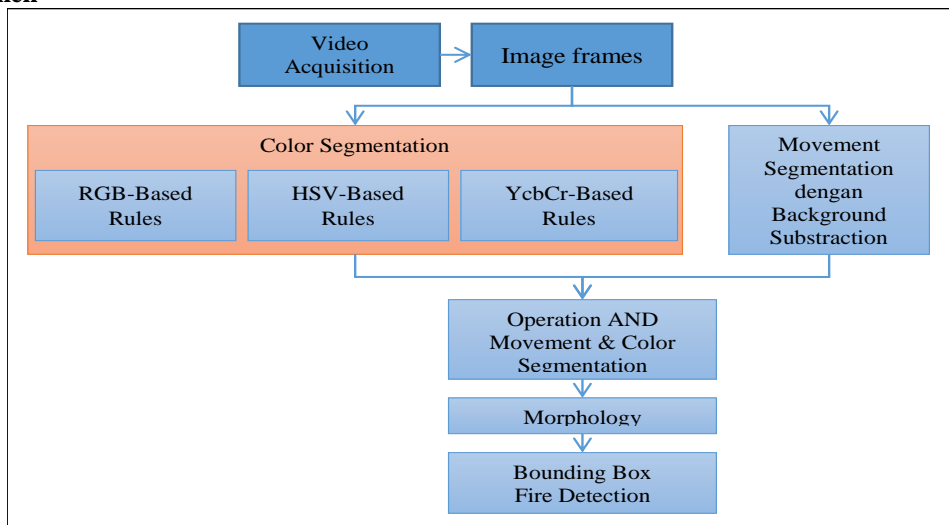 Video
Acquisition
Image frames
Color Segmentation
RGB-Based
Rules
HSV-Based
Rules
YcbCr-Based
Rules
Movement
Segmentation
dengan
Background
Substraction
Operation AND
Movement & Color
Segmentation
Morphology
Bounding Box
Fire Detection